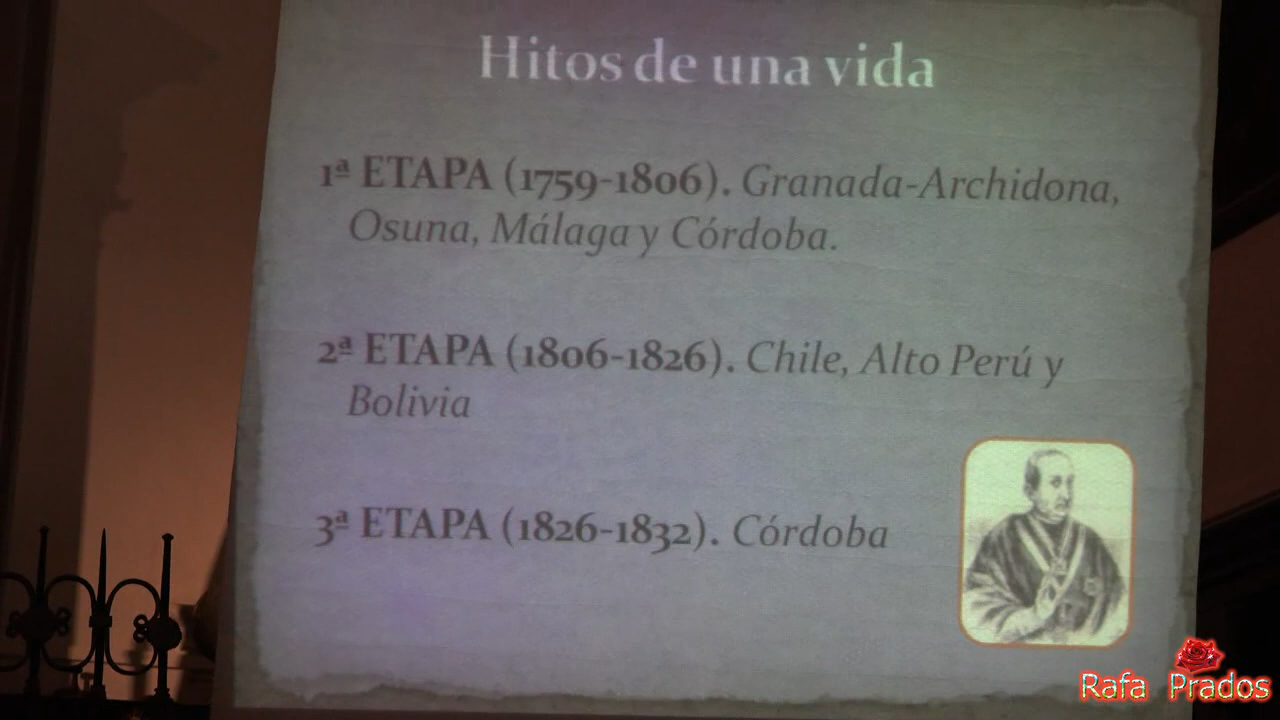 Hitos de una vida
1ª ETAPA (1759-1806). Granada-Archidona,
Osuna, Málaga y Córdoba.
2ª ETAPA (1806-1826). Chile, Alto Perú y
Bolivia
3ª ETAPA (1826-1832). Córdoba
Rafa Prados